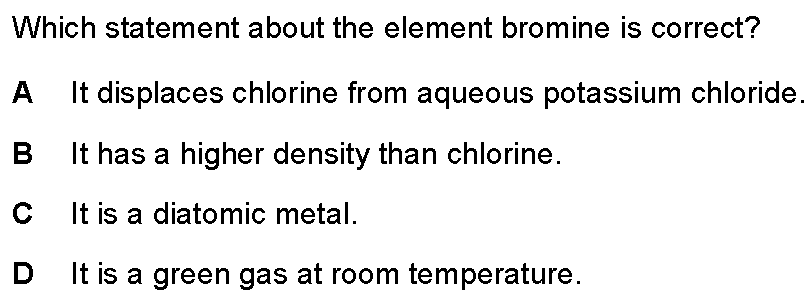 Which statement about the element bromine is correct?
A It displaces chlorine from aqueous potassium chloride.
B It has a higher density than chlorine.
C It is a diatomic metal.
D It is a green gas at room temperature.